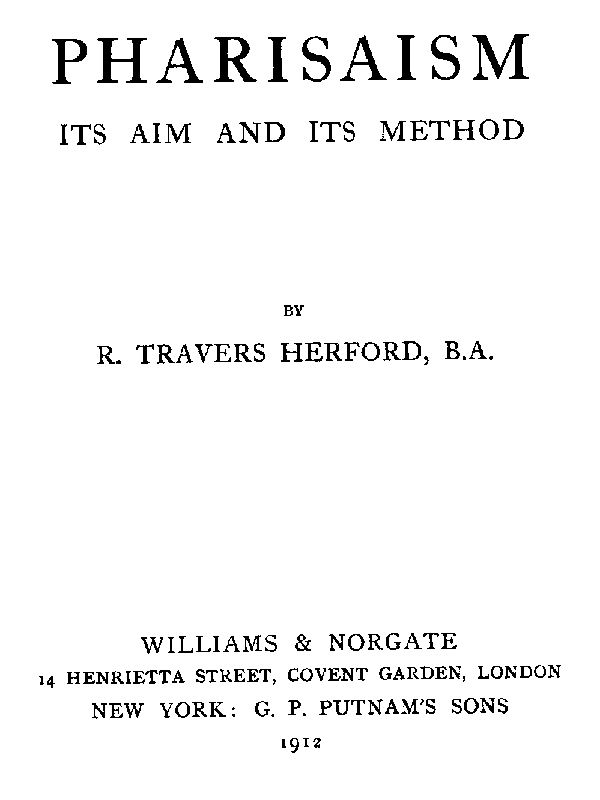 PHARISAISM
ITS AIM AND ITS METHOD
BY
R. TRAVERS HERFORD, B.A.
WILLIAMS & NORGATE
14 HENRIETTA STREET, COVENT GARDEN, LONDON
NEW YORK: G. P. PUTNAM'S SONS
1912